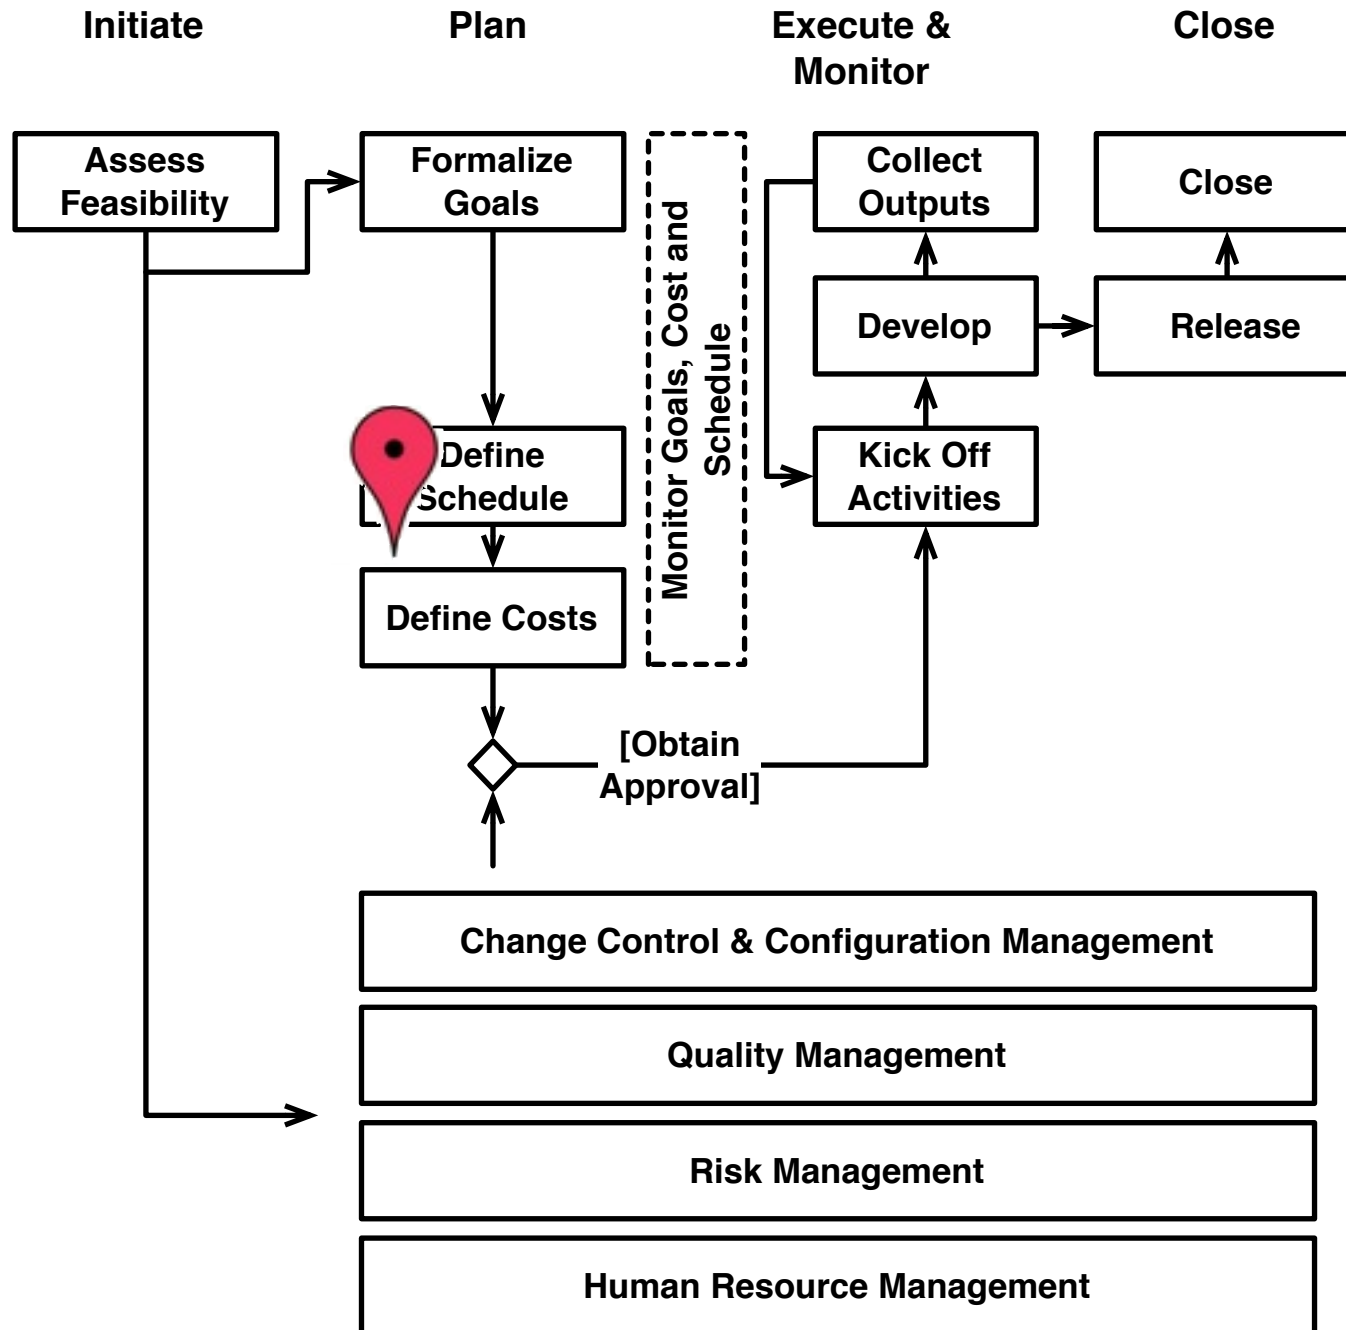 Initiate
Plan
Execute &
Monitor
Close
Assess
Feasibility
Formalize
Goals
Monitor Goals, Cost and
Schedule
Collect
Outputs
Close
Develop
Release
Define
Schedule
Kick Off
Activities
Define Costs
[Obtain
Approval]
Change Control & Configuration Management
Quality Management
Risk Management
Human Resource Management